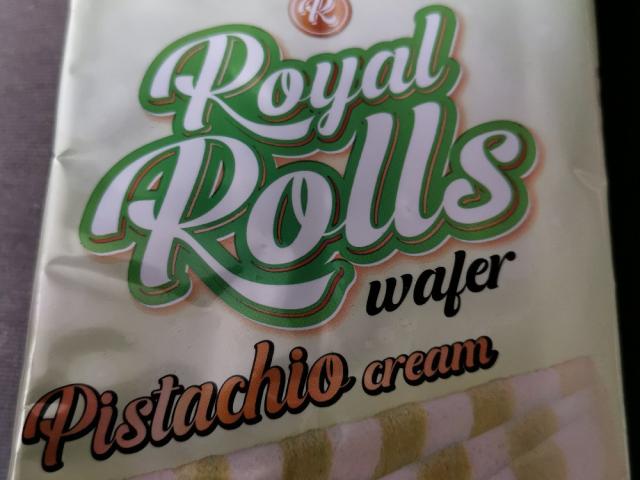 R
Royal
Rolls
wafer
Pistachio cream